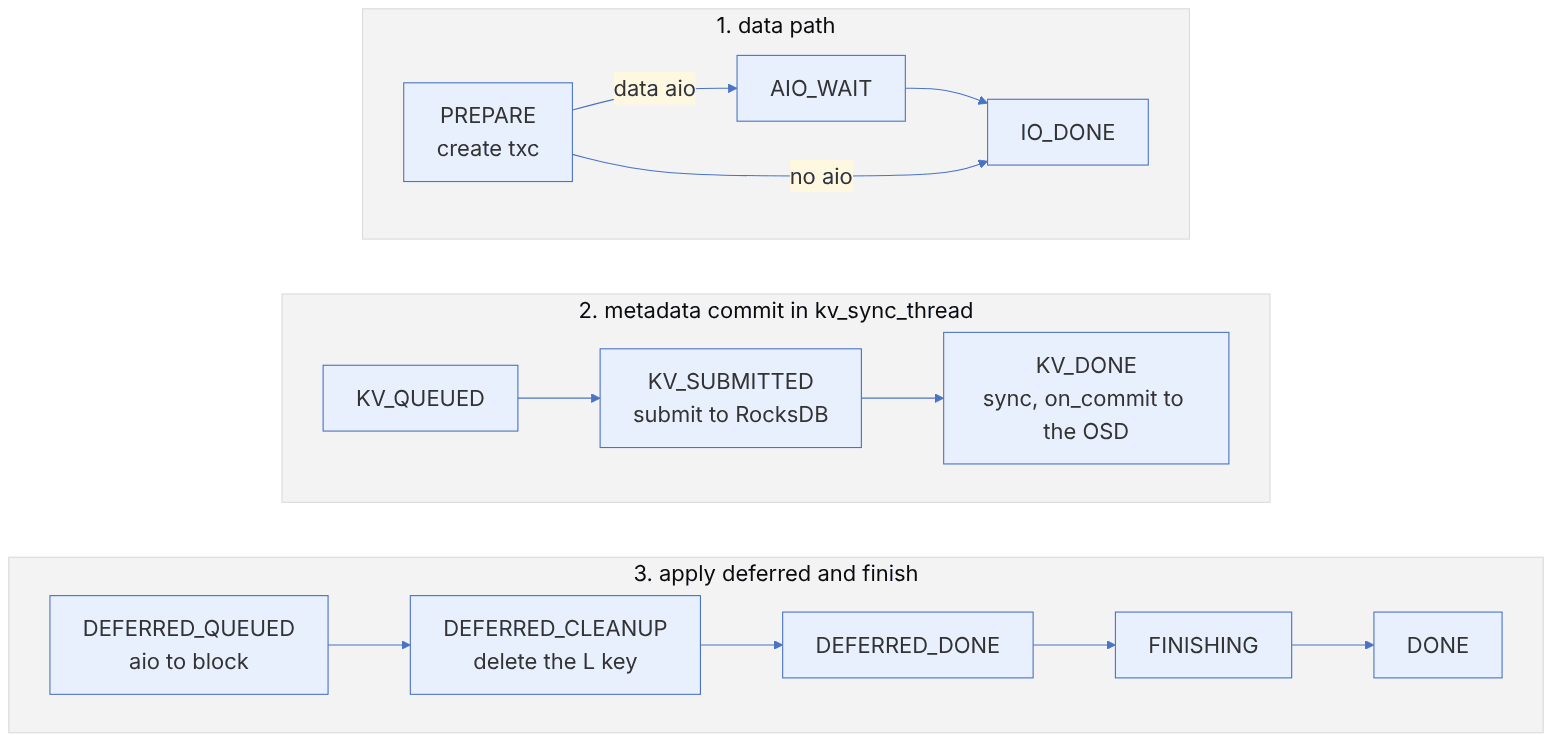 1. data path
PREPARE
create txc
data aio
AIO_WAIT
no aio
IO_DONE
2. metadata commit in kv_sync_thread
KV_QUEUED
KV_SUBMITTED
submit to RocksDB
KV_DONE
sync, on_commit to
the OSD
3. apply deferred and finish
DEFERRED_QUEUED
aio to block
DEFERRED_CLEANUP
delete the L key
DEFERRED_DONE
FINISHING
DONE